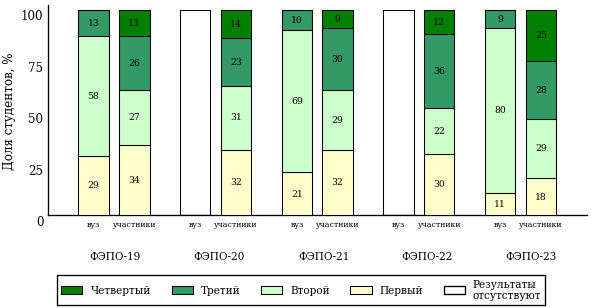 Доля студентов, %
100
75
50
25
0
13 13 14 10 9 12 9 25
58 26 23 69 30 36 80 28
27 31 29 22 29
29 34 32 21 32 30 11 18
вуз участники вуз участники вуз участники вуз участники вуз участники
ФЭПО-19 ФЭПО-20 ФЭПО-21 ФЭПО-22 ФЭПО-23
Четвертый Третий Второй Первый Результаты
отсутствуют